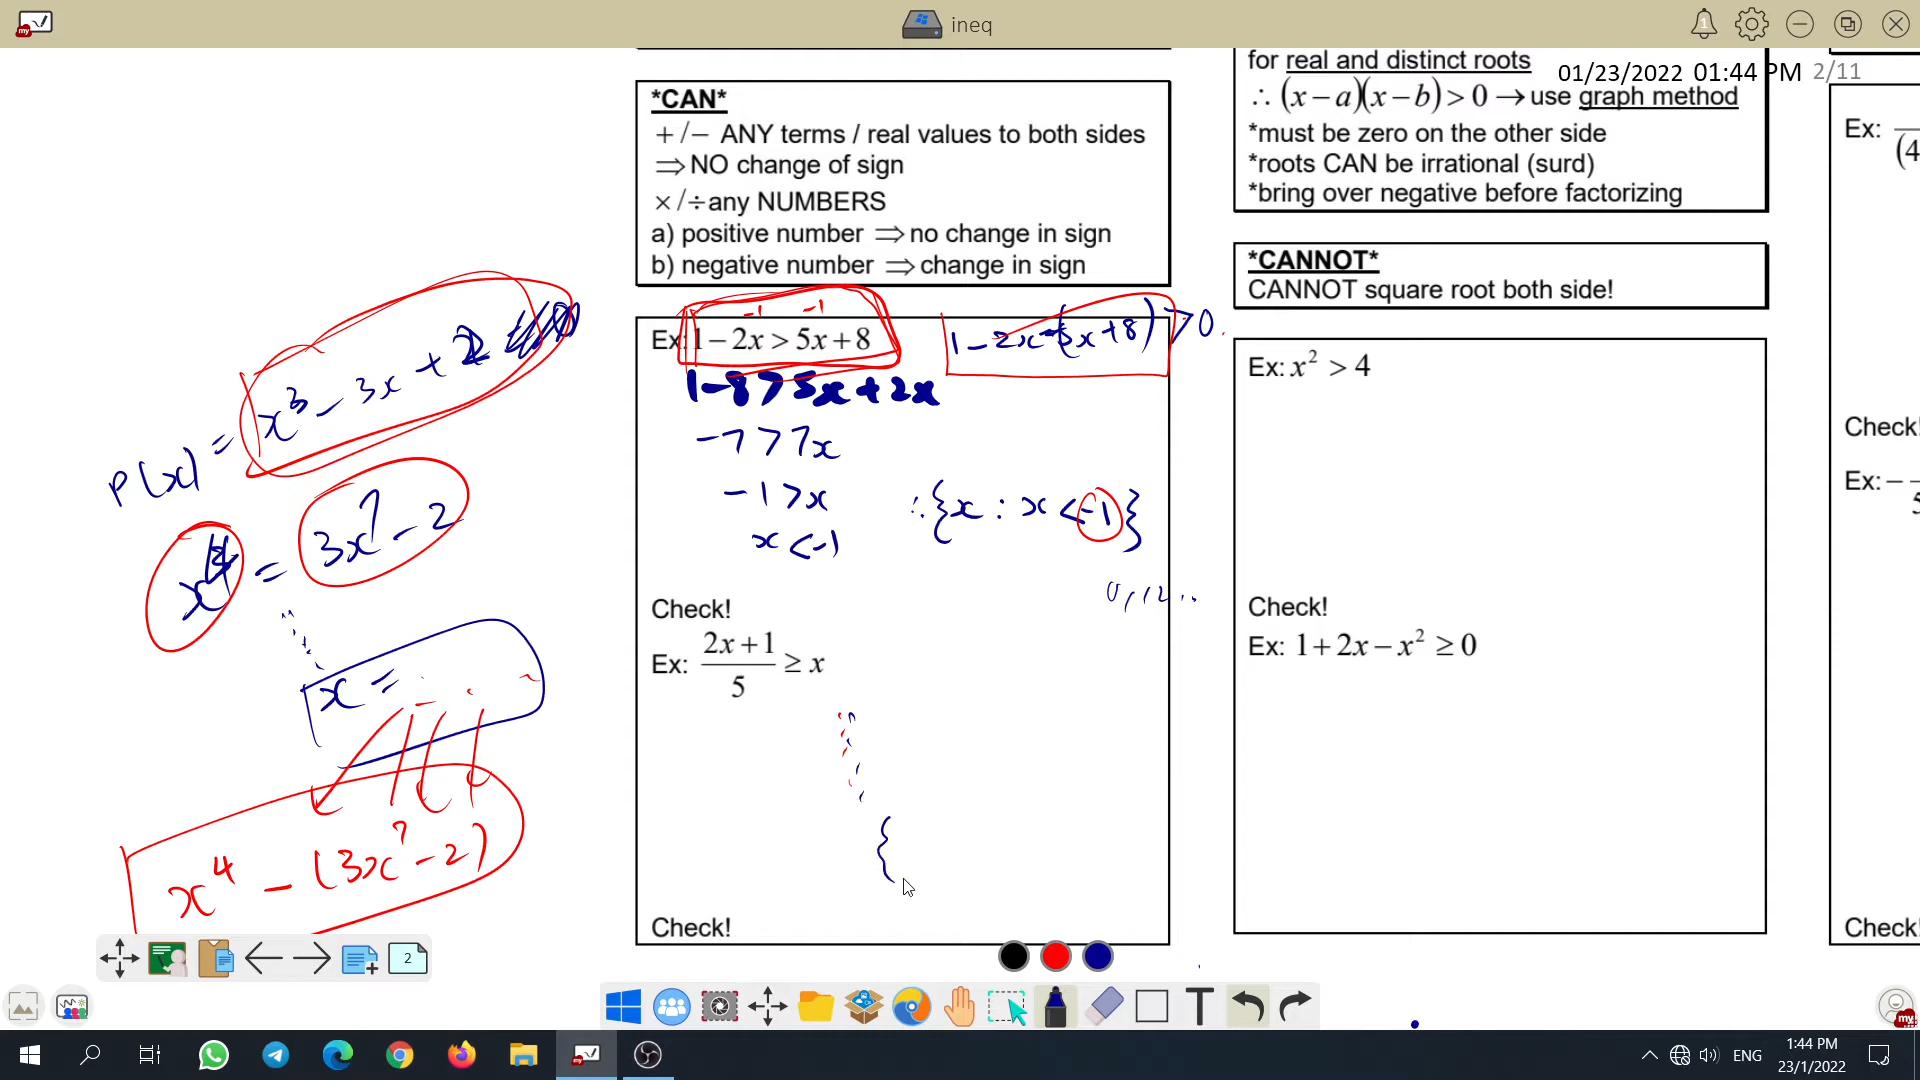 ineq
01/23/2022 01:44 PM 2/11
*CAN*
+/− ANY terms / real values to both sides
⇒ NO change of sign
×/÷ any NUMBERS
a) positive number ⇒ no change in sign
b) negative number ⇒ change in sign
Ex: 1 − 2x > 5x + 8
-1 -1
1 - 2x - (5x + 8) > 0
1 - 8 > 5x + 2x
-7 > 7x
-1 > x
x < -1
∴ {x : x < -1}
Check!
Ex: (2x + 1)/5 ≥ x
{
Check!
for real and distinct roots
∴ (x − a)(x − b) > 0 → use graph method
*must be zero on the other side
*roots CAN be irrational (surd)
*bring over negative before factorizing
*CANNOT*
CANNOT square root both side!
Ex: x² > 4
Check!
Ex: 1 + 2x − x² ≥ 0
Ex:
(4
Check!
Ex: −
5
Check!
P(x) = x³ - 3x + 2
x⁴ = 3x² - 2
x =
x⁴ - (3x² - 2)
2
T
ENG
1:44 PM
23/1/2022